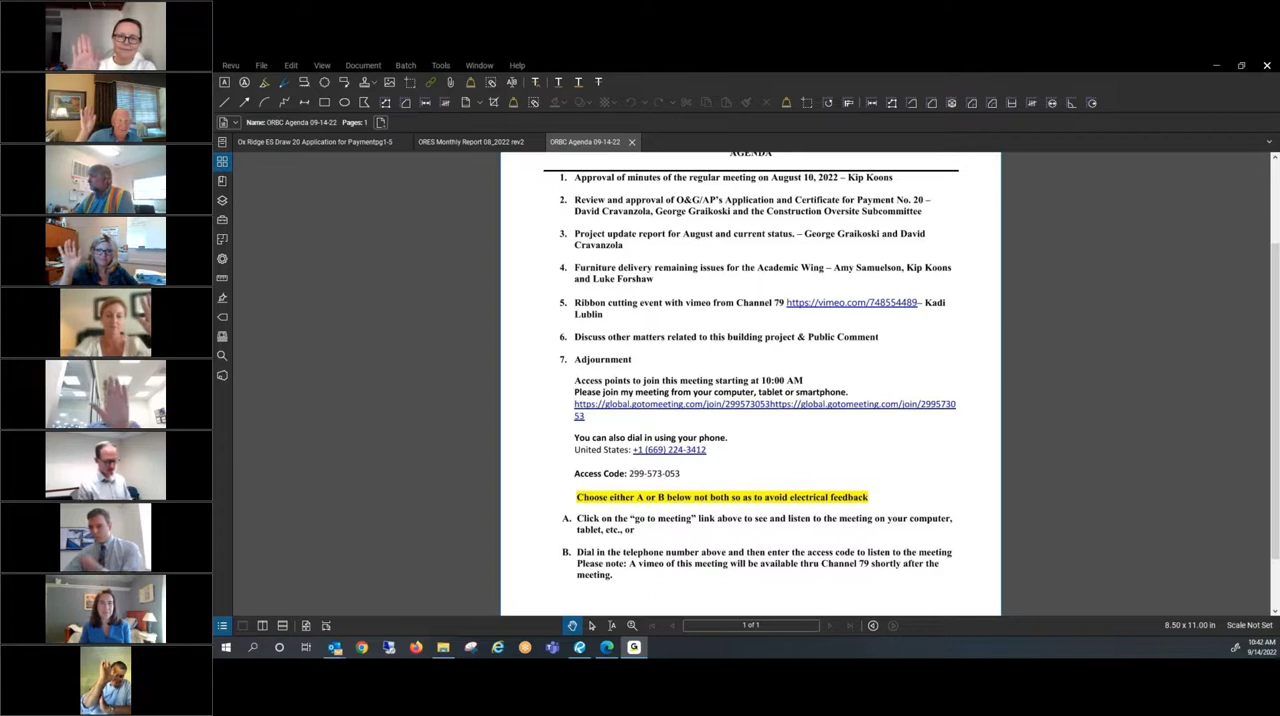 Revu File Edit View Document Batch Tools Window Help
Name: ORBC Agenda 09-14-22 Pages: 1
Ox Ridge ES Draw 20 Application for Paymentpg1-5 ORES Monthly Report 08_2022 rev2 ORBC Agenda 09-14-22
AGENDA
1. Approval of minutes of the regular meeting on August 10, 2022 – Kip Koons
2. Review and approval of O&G/AP's Application and Certificate for Payment No. 20 –
David Cravanzola, George Graikoski and the Construction Oversite Subcommittee
3. Project update report for August and current status. – George Graikoski and David
Cravanzola
4. Furniture delivery remaining issues for the Academic Wing – Amy Samuelson, Kip Koons
and Luke Forshaw
5. Ribbon cutting event with vimeo from Channel 79 https://vimeo.com/748554489– Kadi
Lublin
6. Discuss other matters related to this building project & Public Comment
7. Adjournment
Access points to join this meeting starting at 10:00 AM
Please join my meeting from your computer, tablet or smartphone.
https://global.gotomeeting.com/join/299573053https://global.gotomeeting.com/join/2995730
53
You can also dial in using your phone.
United States: +1 (669) 224-3412
Access Code: 299-573-053
Choose either A or B below not both so as to avoid electrical feedback
A. Click on the “go to meeting” link above to see and listen to the meeting on your computer,
tablet, etc., or
B. Dial in the telephone number above and then enter the access code to listen to the meeting
Please note: A vimeo of this meeting will be available thru Channel 79 shortly after the
meeting.
1 of 1
8.50 x 11.00 in Scale Not Set
10:42 AM
9/14/2022